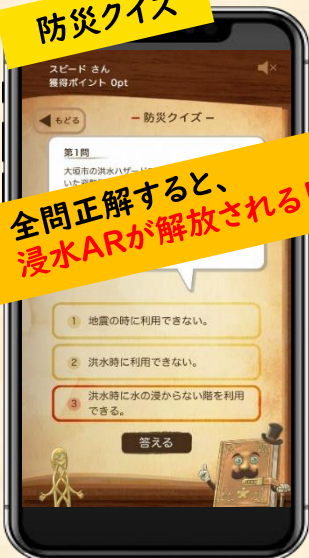 防災クイズ
スピード さん
獲得ポイント 0pt
もどる
－防災クイズ－
第1問
大垣市の洪水ハザード
全問正解すると、
浸水ARが解放される！
1 地震の時に利用できない。
2 洪水時に利用できない。
3 洪水時に水の浸からない階を利用
できる。
答える